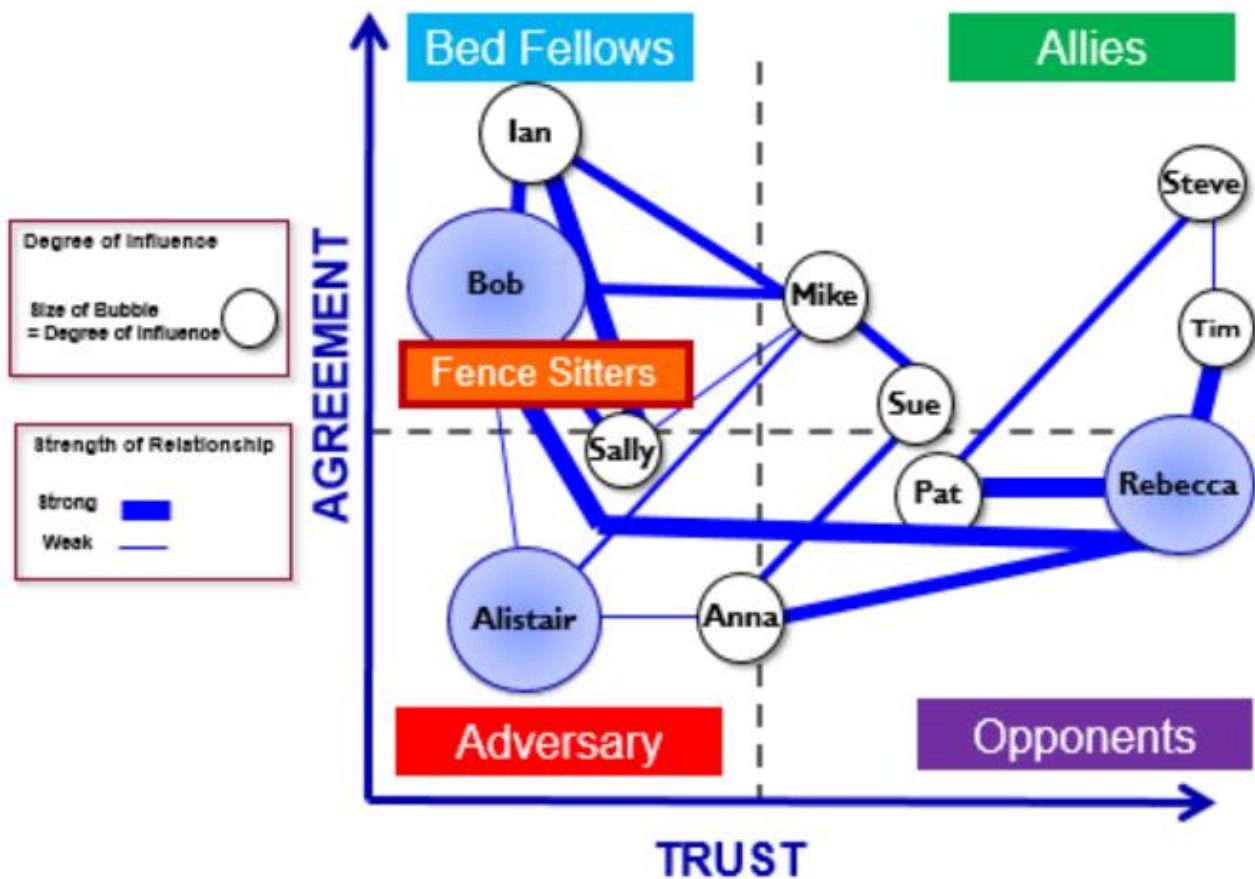 Bed Fellows
Allies
Ian
Steve
Degree of Influence
Size of Bubble
= Degree of Influence
Bob
Mike
Tim
Fence Sitters
Sue
AGREEMENT
Strength of Relationship
Strong
Weak
Sally
Pat
Rebecca
Alistair
Anna
Adversary
Opponents
TRUST